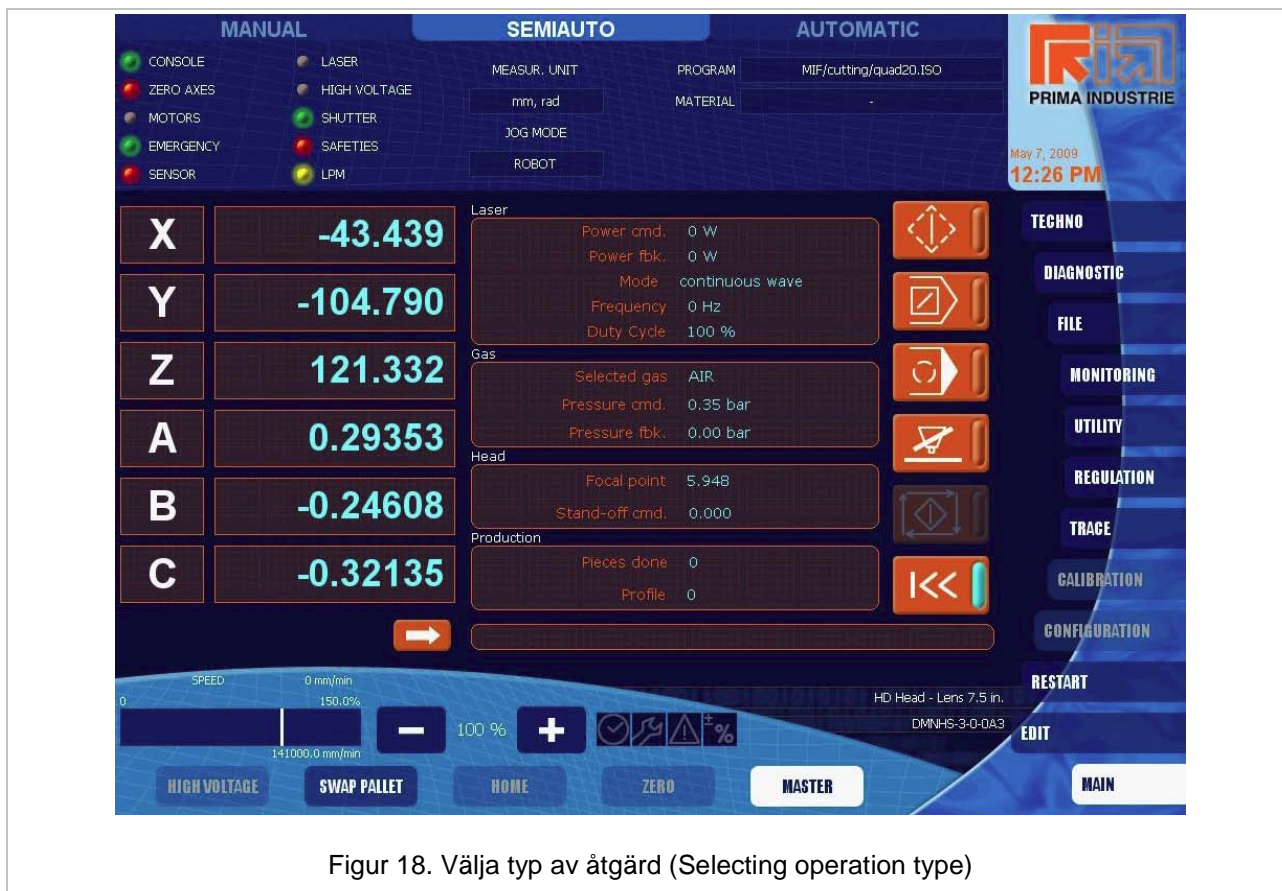 MANUAL SEMIAUTO AUTOMATIC
CONSOLE LASER
ZERO AXES HIGH VOLTAGE
MOTORS SHUTTER
EMERGENCY SAFETIES
SENSOR LPM
MEASUR. UNIT PROGRAM MIF/cutting/quad20.ISO
mm, rad MATERIAL -
JOG MODE
ROBOT
PRIMA INDUSTRIE
May 7, 2009
12:26 PM
X -43.439
Y -104.790
Z 121.332
A 0.29353
B -0.24608
C -0.32135
Laser
Power cmd. 0 W
Power fbk. 0 W
Mode continuous wave
Frequency 0 Hz
Duty Cycle 100 %
Gas
Selected gas AIR
Pressure cmd. 0.35 bar
Pressure fbk. 0.00 bar
Head
Focal point 5.948
Stand-off cmd. 0.000
Production
Pieces done 0
Profile 0
TECHNO
DIAGNOSTIC
FILE
MONITORING
UTILITY
REGULATION
TRACE
CALIBRATION
CONFIGURATION
RESTART
EDIT
MAIN
SPEED 0 mm/min
0 150.0%
141000.0 mm/min
- 100 % +
±%
HD Head - Lens 7.5 in.
DMNHS-3-0-0A3
HIGH VOLTAGE SWAP PALLET HOME ZERO MASTER
Figur 18. Välja typ av åtgärd (Selecting operation type)